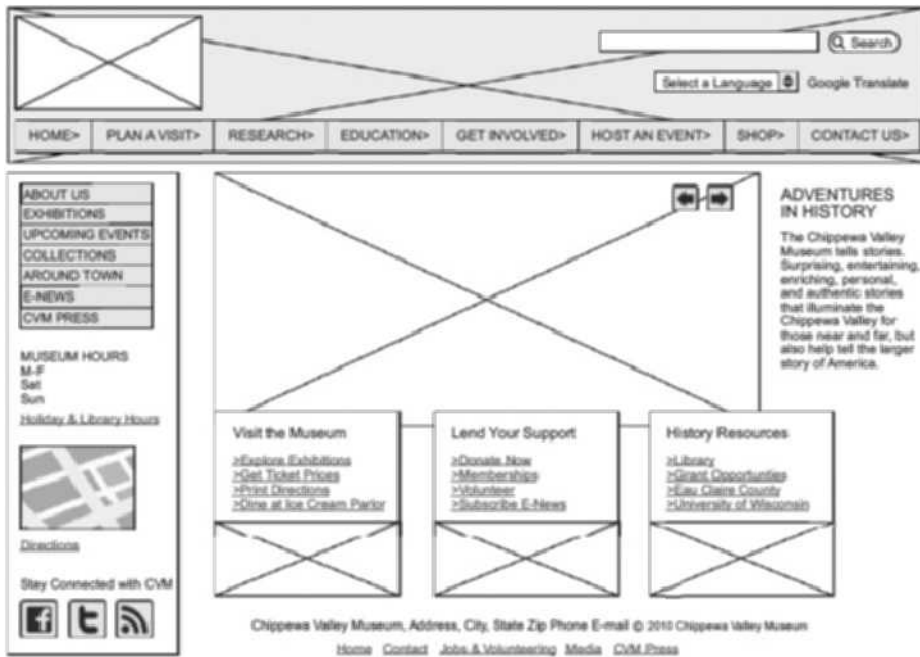 Search
Select a Language
Google Translate
HOME>
PLAN A VISIT>
RESEARCH>
EDUCATION>
GET INVOLVED>
HOST AN EVENT>
SHOP>
CONTACT US>
ABOUT US
EXHIBITIONS
UPCOMING EVENTS
COLLECTIONS
AROUND TOWN
E-NEWS
CVM PRESS
MUSEUM HOURS
M-F
Sat
Sun
Holiday & Library Hours
Directions
Stay Connected with CVM
ADVENTURES
IN HISTORY
The Chippewa Valley
Museum tells stories.
Surprising, entertaining,
enriching, personal,
and authentic stories
that illuminate the
Chippewa Valley for
those near and far, but
also help tell the larger
story of America.
Visit the Museum
>Explore Exhibitions
>Get Ticket Prices
>Print Directions
>Dine at Ice Cream Parlor
Lend Your Support
>Donate Now
>Memberships
>Volunteer
>Subscribe E-News
History Resources
>Library
>Grant Opportunties
>Eau Claire County
>University of Wisconsin
Chippewa Valley Museum, Address, City, State Zip Phone E-mail © 2010 Chippewa Valley Museum
Home Contact Jobs & Volunteering Media CVM Press